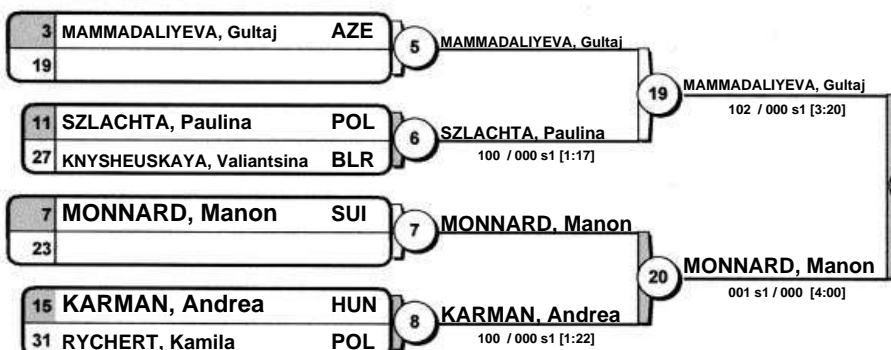 3 MAMMADALIYEVA, Gultaj AZE
19
5
MAMMADALIYEVA, Gultaj
11 SZLACHTA, Paulina POL
27 KNYSHEUSKAYA, Valiantsina BLR
6
SZLACHTA, Paulina
100 / 000 s1 [1:17]
19
MAMMADALIYEVA, Gultaj
102 / 000 s1 [3:20]
7 MONNARD, Manon SUI
23
7
MONNARD, Manon
15 KARMAN, Andrea HUN
31 RYCHERT, Kamila POL
8
KARMAN, Andrea
100 / 000 s1 [1:22]
20
MONNARD, Manon
001 s1 / 000 [4:00]